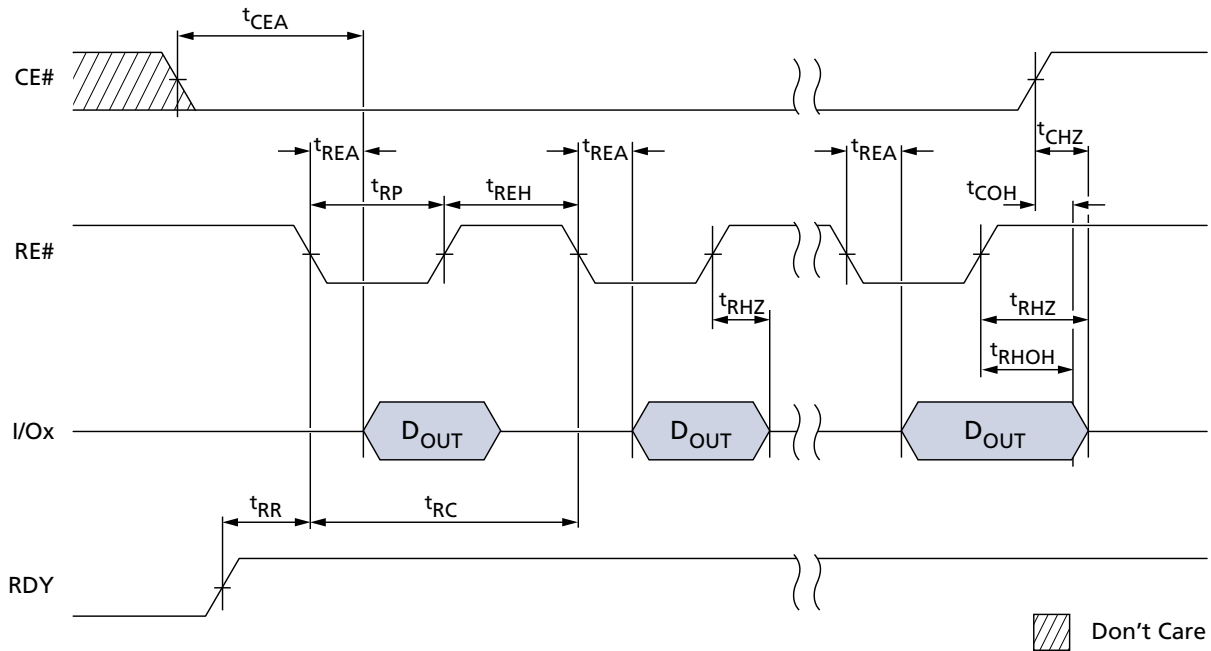 tCEA
CE#
tCHZ
tREA
tREA
tREA
tRP
tREH
tCOH
RE#
tRHZ
tRHZ
tRHOH
I/Ox
DOUT
DOUT
DOUT
tRR
tRC
RDY
Don't Care